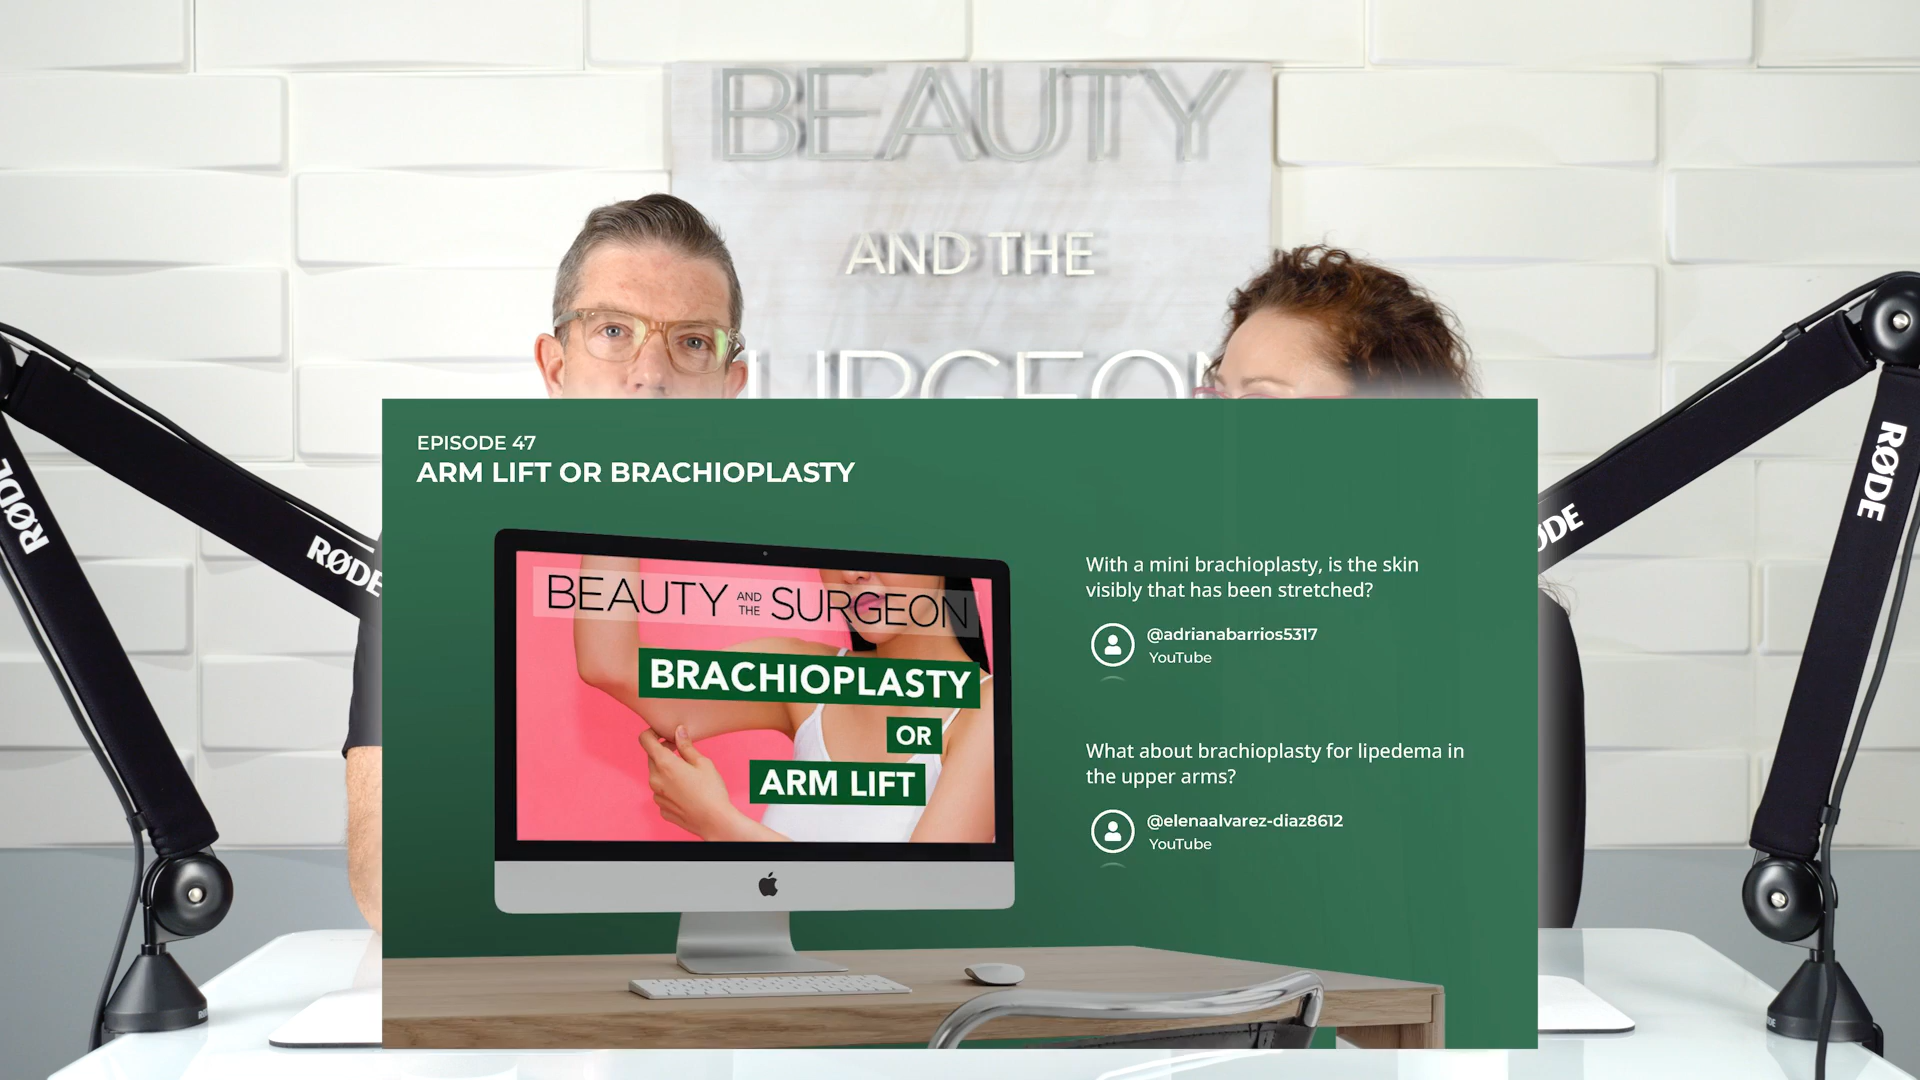 BEAUTY
AND THE
RØDE
RØDE
RØDE
EPISODE 47
ARM LIFT OR BRACHIOPLASTY
BEAUTY AND THE SURGEON
BRACHIOPLASTY
OR
ARM LIFT
With a mini brachioplasty, is the skin
visibly that has been stretched?
@adrianabarrios5317
YouTube
What about brachioplasty for lipedema in
the upper arms?
@elenaalvarez-diaz8612
YouTube